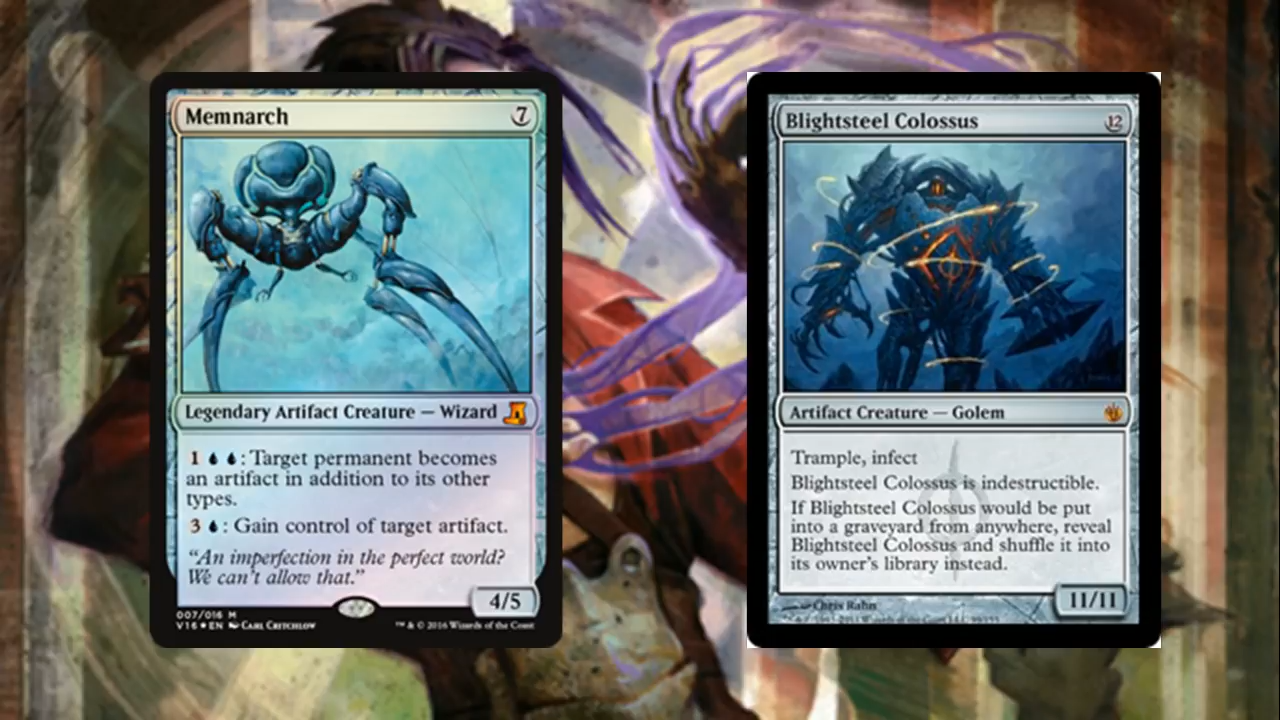 Memnarch 7
Legendary Artifact Creature — Wizard
1 : Target permanent becomes
an artifact in addition to its other
types.
3 : Gain control of target artifact.
"An imperfection in the perfect world?
We can't allow that."
4/5
007/016 M
V16 EN Carl Critchlow
™ & © 2016 Wizards of the Coast
Blightsteel Colossus 12
Artifact Creature — Golem
Trample, infect
Blightsteel Colossus is indestructible.
If Blightsteel Colossus would be put
into a graveyard from anywhere, reveal
Blightsteel Colossus and shuffle it into
its owner's library instead.
11/11
Chris Rahn